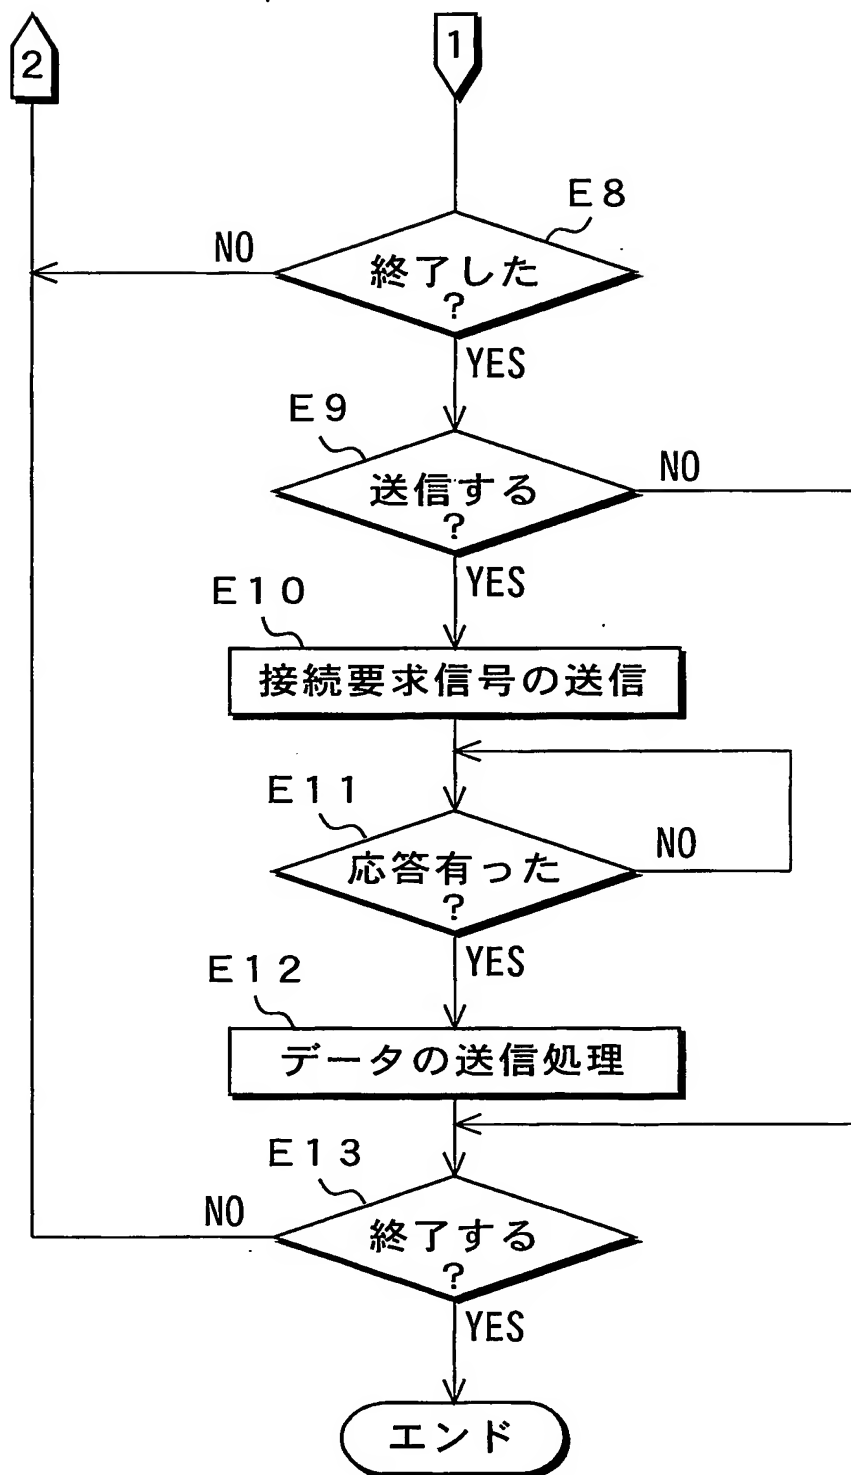 2
1
E8
NO
終了した
?
YES
E9
NO
送信する
?
YES
E10
接続要求信号の送信
E11
NO
応答有った
?
YES
E12
データの送信処理
E13
NO
終了する
?
YES
エンド